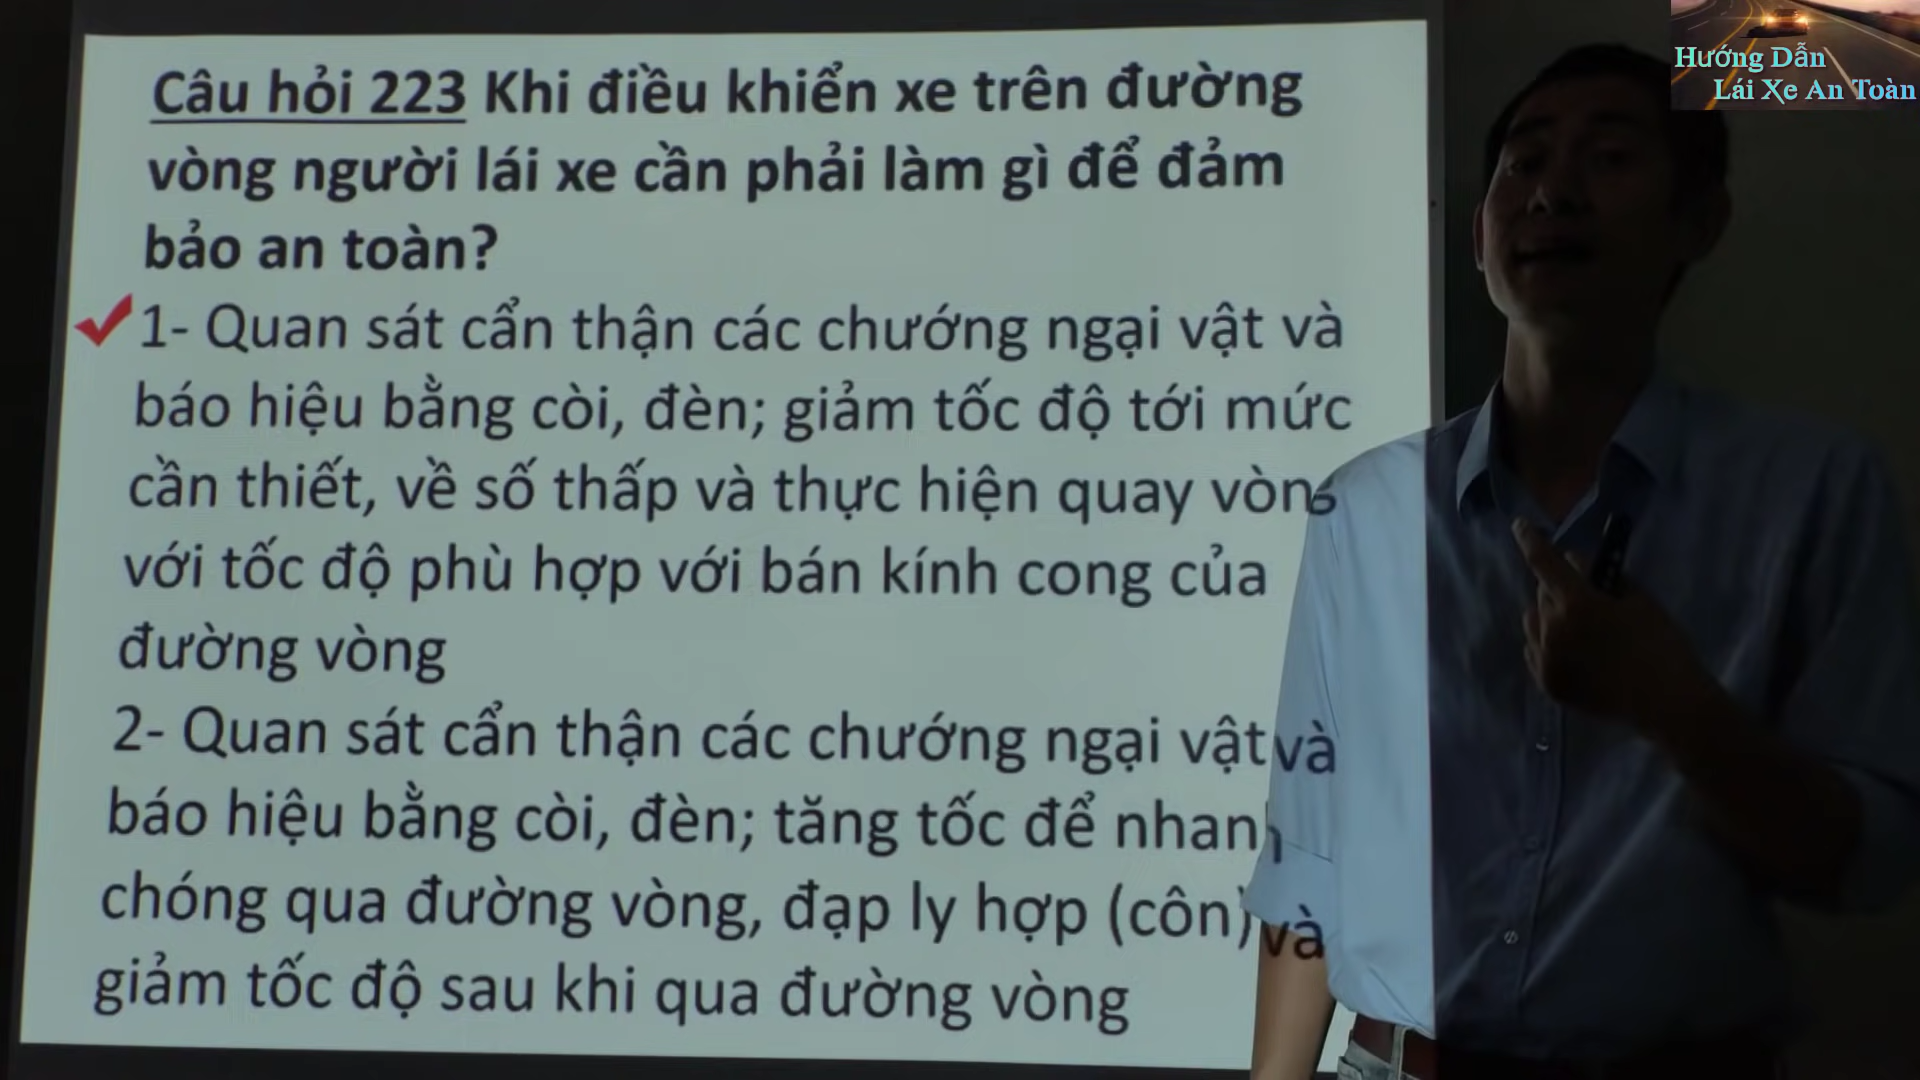 Hướng Dẫn
Lái Xe An Toàn
Câu hỏi 223 Khi điều khiển xe trên đường
vòng người lái xe cần phải làm gì để đảm
bảo an toàn?
1- Quan sát cẩn thận các chướng ngại vật và
báo hiệu bằng còi, đèn; giảm tốc độ tới mức
cần thiết, về số thấp và thực hiện quay vòng
với tốc độ phù hợp với bán kính cong của
đường vòng
2- Quan sát cẩn thận các chướng ngại vật và
báo hiệu bằng còi, đèn; tăng tốc để nhanh
chóng qua đường vòng, đạp ly hợp (côn) và
giảm tốc độ sau khi qua đường vòng